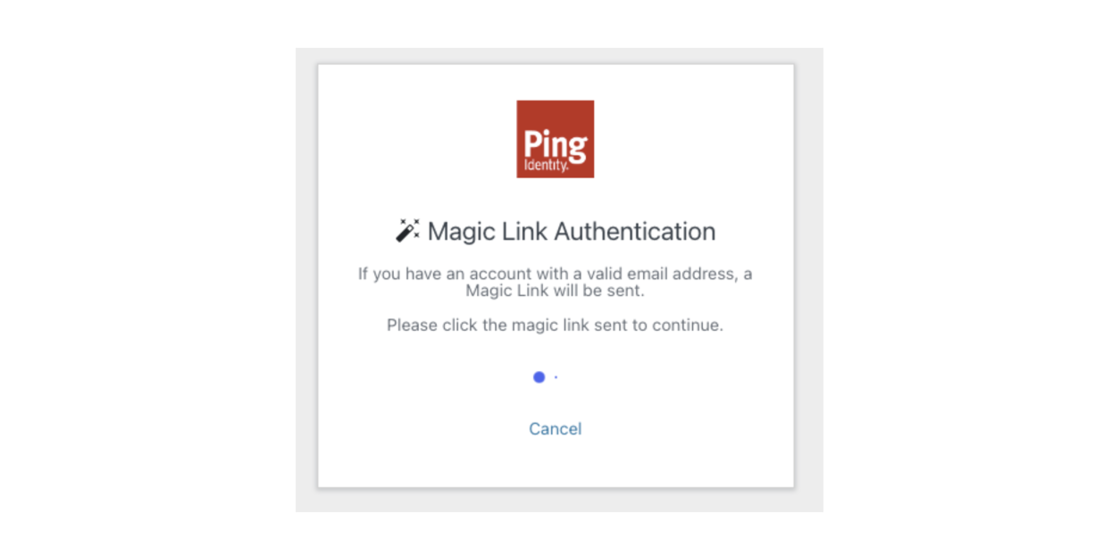 Ping
Identity.
Magic Link Authentication
If you have an account with a valid email address, a
Magic Link will be sent.
Please click the magic link sent to continue.
Cancel